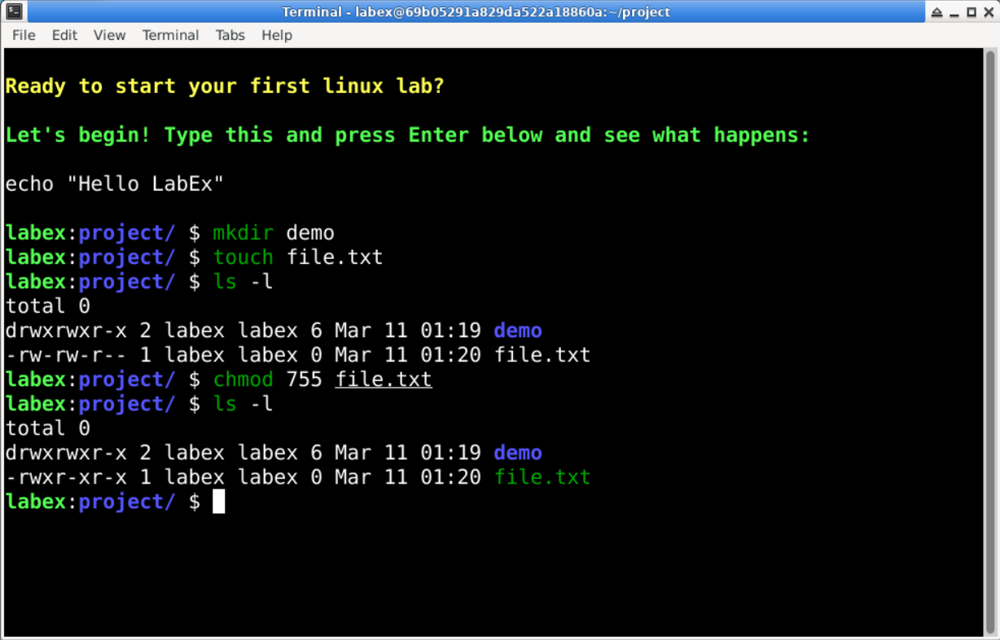 Terminal - labex@69b05291a829da522a18860a:~/project
File Edit View Terminal Tabs Help
Ready to start your first linux lab?
Let's begin! Type this and press Enter below and see what happens:
echo "Hello LabEx"
labex:project/ $ mkdir demo
labex:project/ $ touch file.txt
labex:project/ $ ls -l
total 0
drwxrwxr-x 2 labex labex 6 Mar 11 01:19 demo
-rw-rw-r-- 1 labex labex 0 Mar 11 01:20 file.txt
labex:project/ $ chmod 755 file.txt
labex:project/ $ ls -l
total 0
drwxrwxr-x 2 labex labex 6 Mar 11 01:19 demo
-rwxr-xr-x 1 labex labex 0 Mar 11 01:20 file.txt
labex:project/ $